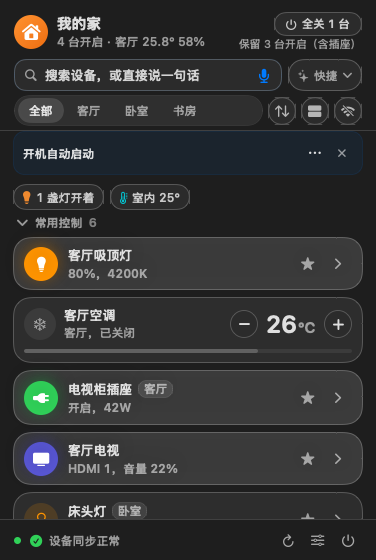 我的家
全关 1 台
4 台开启 · 客厅 25.8° 58%
保留 3 台开启（含插座）
搜索设备，或直接说一句话
快捷
全部 客厅 卧室 书房
开机自动启动
1 盏灯开着
室内 25°
常用控制 6
客厅吸顶灯
80%，4200K
客厅空调
客厅，已关闭
26°C
电视柜插座 客厅
开启，42W
客厅电视
HDMI 1，音量 22%
床头灯 卧室
设备同步正常